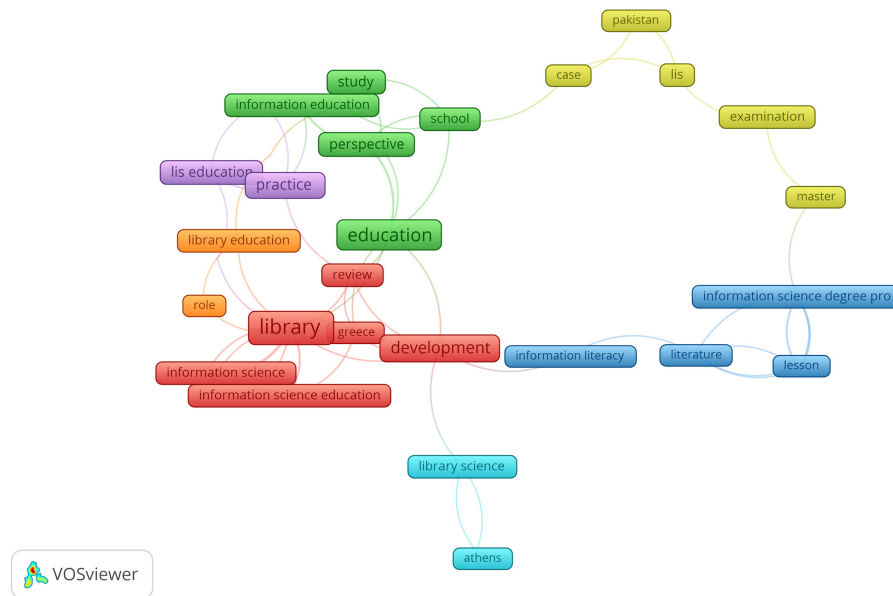 pakistan
case
lis
study
information education
school
examination
perspective
lis education
practice
master
education
library education
review
information science degree pro
role
library
greece
development
information literacy
literature
lesson
information science
information science education
library science
athens
VOSviewer